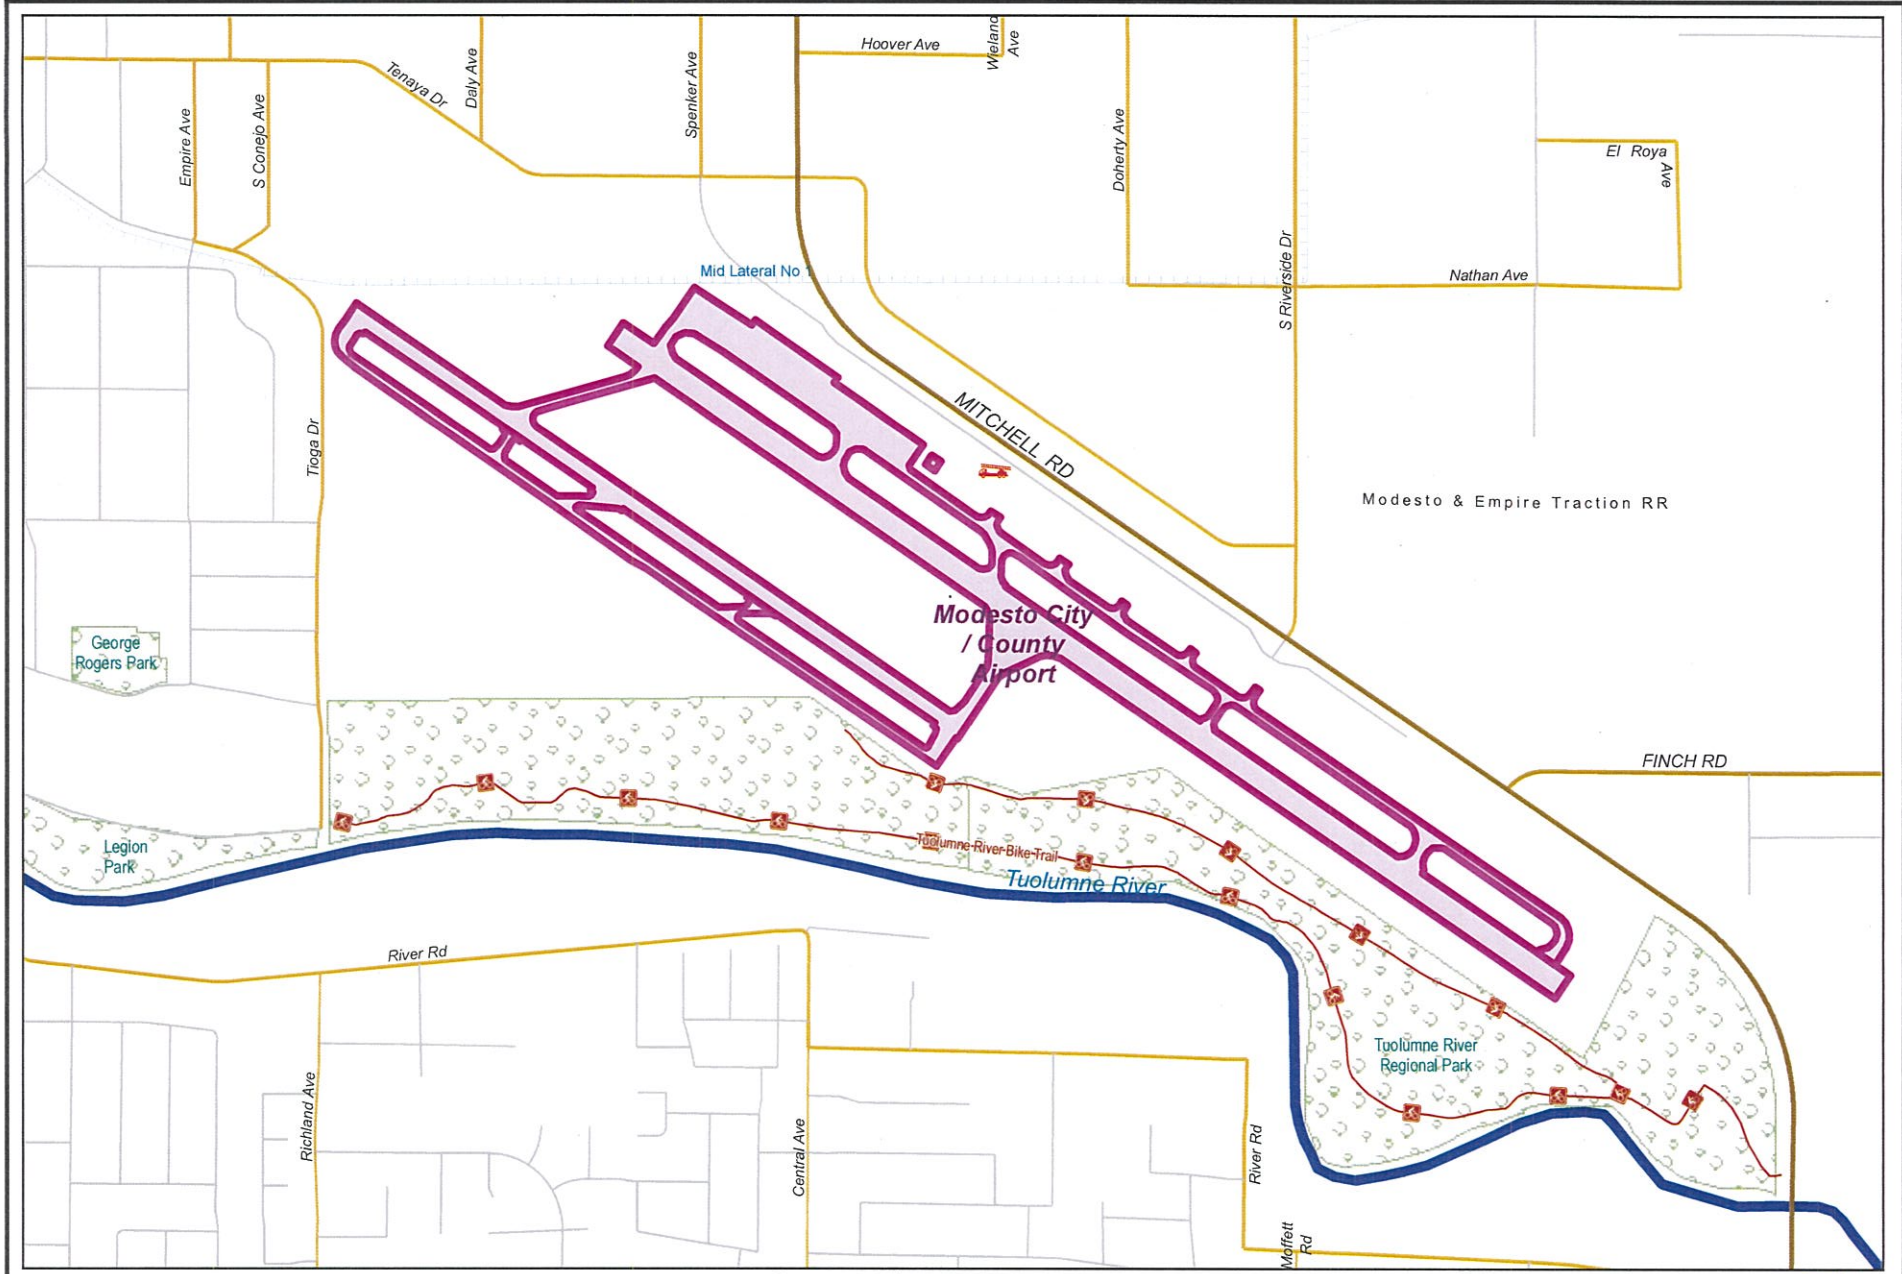 Hoover Ave
Wieland
Ave
Tenaya Dr
Daly Ave
Spenker Ave
Empire Ave
S Conejo Ave
Doherty Ave
El Roya
Ave
S Riverside Dr
Mid Lateral No 1
Nathan Ave
Tioga Dr
MITCHELL RD
Modesto & Empire Traction RR
Modesto City
/ County
Airport
George
Rogers Park
FINCH RD
Legion
Park
Tuolumne River Bike Trail
Tuolumne River
River Rd
Tuolumne River
Regional Park
Richland Ave
Central Ave
River Rd
Moffett
Rd